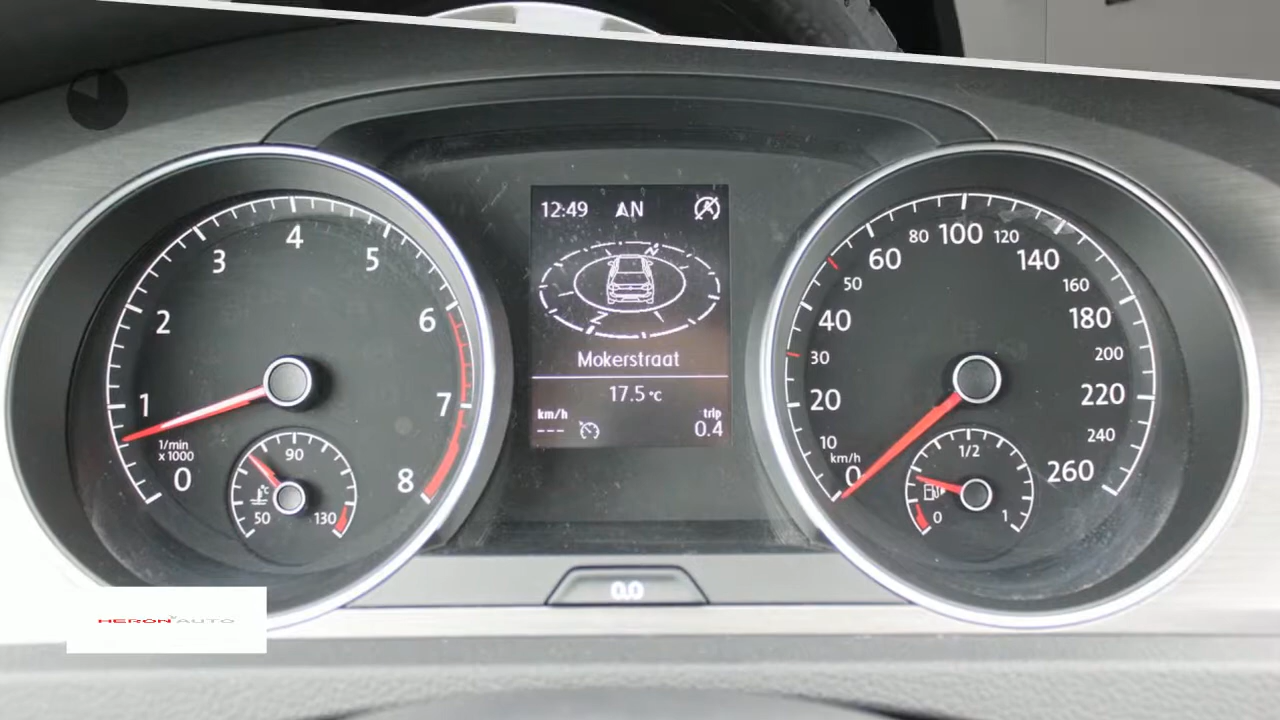 12:49 N
N
Mokerstraat
17.5 °C
km/h trip
--- 0.4
0 1 2 3 4 5 6 7 8
1/min
x 1000
90
°C
50 130
0 10 20 30 40 50 60 80 100 120 140 160 180 200 220 240 260
km/h
1/2
0 1
0.0
HERON AUTO